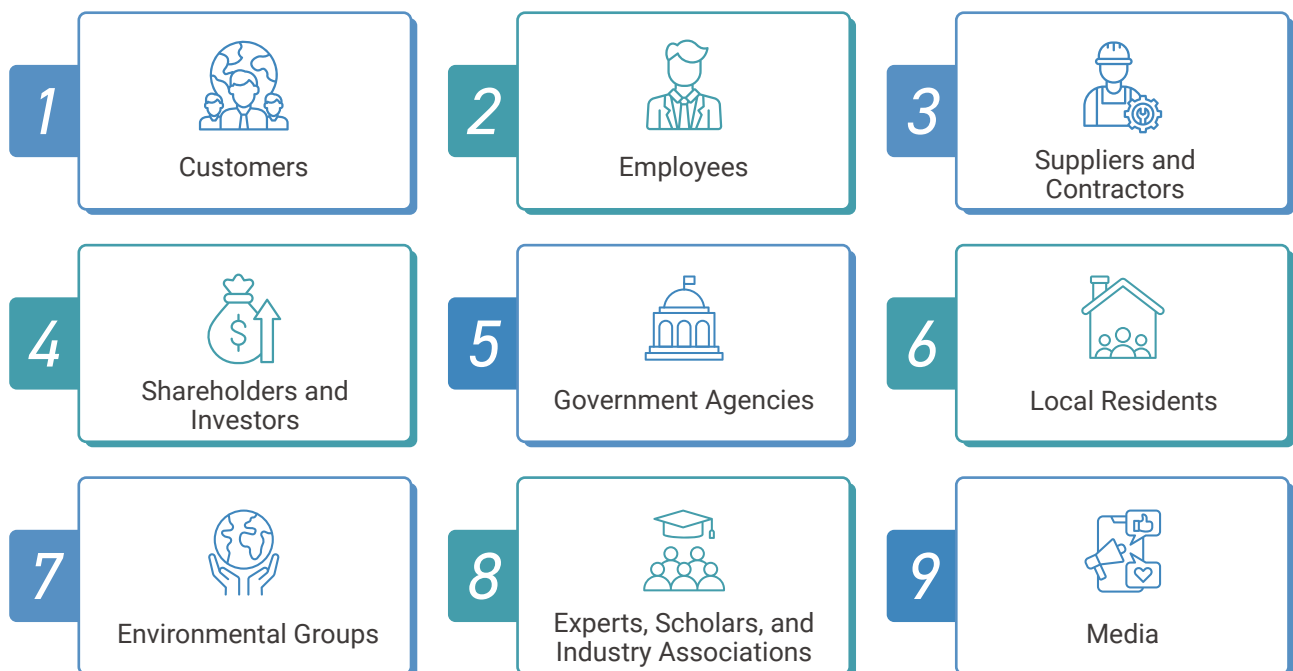 1
Customers
2
Employees
3
Suppliers and
Contractors
4
$
Shareholders and
Investors
5
Government Agencies
6
Local Residents
7
Environmental Groups
8
Experts, Scholars, and
Industry Associations
9
Media